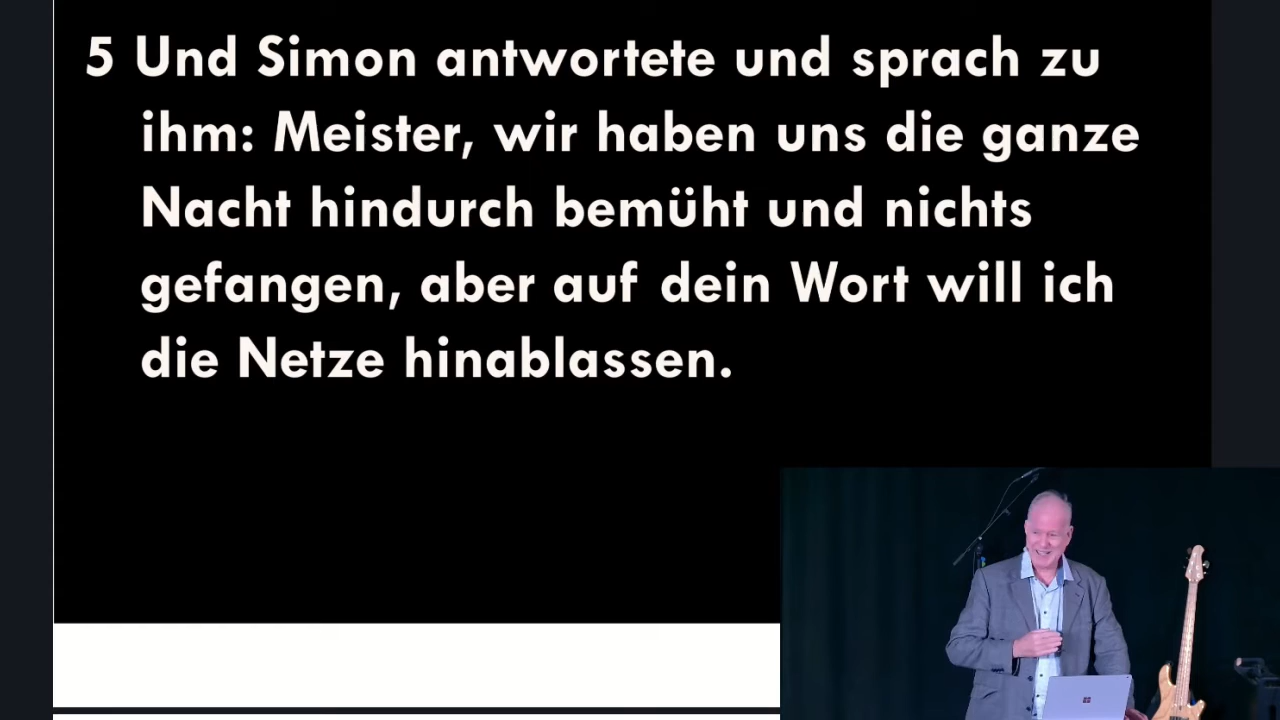 5 Und Simon antwortete und sprach zu
ihm: Meister, wir haben uns die ganze
Nacht hindurch bemüht und nichts
gefangen, aber auf dein Wort will ich
die Netze hinablassen.